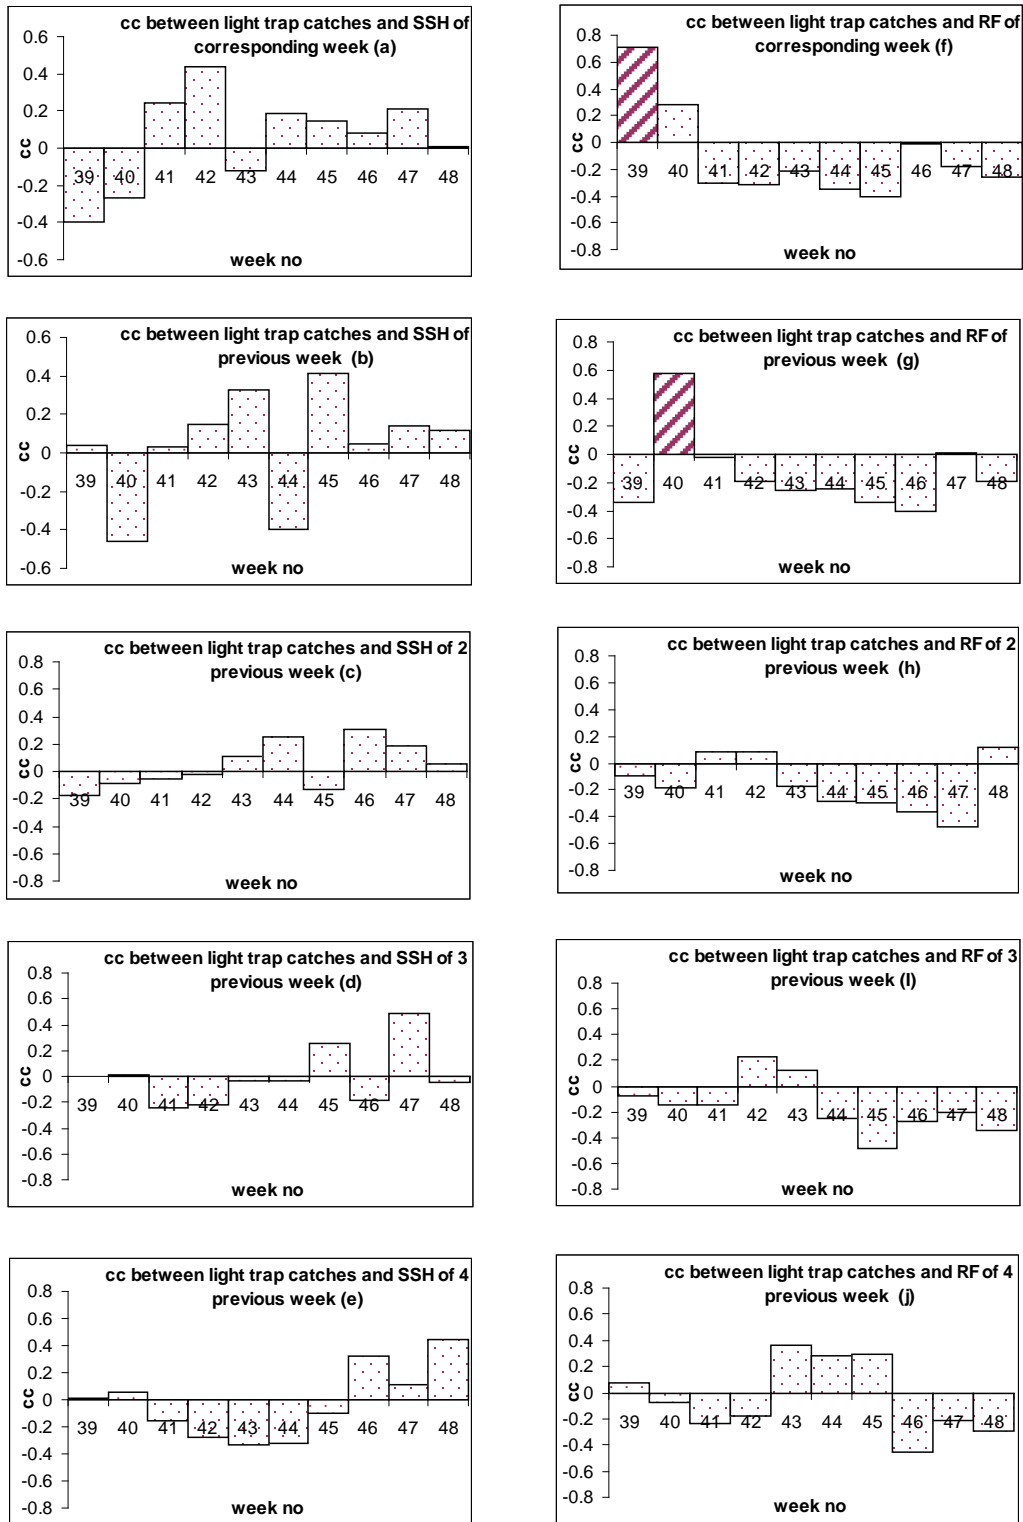 cc between light trap catches and SSH of
corresponding week (a)
0.6
0.4
0.2
0
-0.2
-0.4
-0.6
cc
39 40 41 42 43 44 45 46 47 48
week no
cc between light trap catches and RF of
corresponding week (f)
0.8
0.6
0.4
0.2
0
-0.2
-0.4
-0.6
-0.8
cc
39 40 41 42 43 44 45 46 47 48
week no
cc between light trap catches and SSH of
previous week (b)
0.6
0.4
0.2
0
-0.2
-0.4
-0.6
cc
39 40 41 42 43 44 45 46 47 48
week no
cc between light trap catches and RF of
previous week (g)
0.8
0.6
0.4
0.2
0
-0.2
-0.4
-0.6
-0.8
cc
39 40 41 42 43 44 45 46 47 48
week no
cc between light trap catches and SSH of 2
previous week (c)
0.8
0.6
0.4
0.2
0
-0.2
-0.4
-0.6
-0.8
cc
39 40 41 42 43 44 45 46 47 48
week no
cc between light trap catches and RF of 2
previous week (h)
0.8
0.6
0.4
0.2
0
-0.2
-0.4
-0.6
-0.8
cc
39 40 41 42 43 44 45 46 47 48
week no
cc between light trap catches and SSH of 3
previous week (d)
0.8
0.6
0.4
0.2
0
-0.2
-0.4
-0.6
-0.8
cc
39 40 41 42 43 44 45 46 47 48
week no
cc between light trap catches and RF of 3
previous week (I)
0.8
0.6
0.4
0.2
0
-0.2
-0.4
-0.6
-0.8
cc
39 40 41 42 43 44 45 46 47 48
week no
cc between light trap catches and SSH of 4
previous week (e)
0.8
0.6
0.4
0.2
0
-0.2
-0.4
-0.6
-0.8
cc
39 40 41 42 43 44 45 46 47 48
week no
cc between light trap catches and RF of 4
previous week (j)
0.8
0.6
0.4
0.2
0
-0.2
-0.4
-0.6
-0.8
cc
39 40 41 42 43 44 45 46 47 48
week no